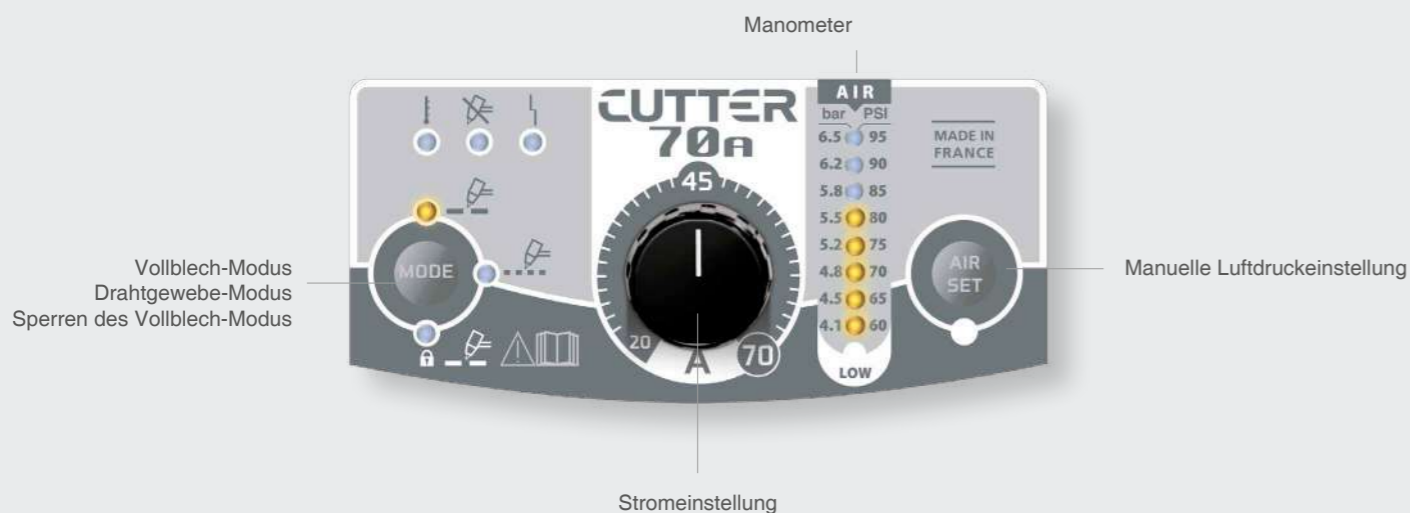 Manometer
AIR
bar PSI
CUTTER
70A
6.5 95
6.2 90
5.8 85
5.5 80
5.2 75
4.8 70
4.5 65
4.1 60
LOW
MADE IN
FRANCE
45
20
A
70
MODE
AIR
SET
Vollblech-Modus
Drahtgewebe-Modus
Sperren des Vollblech-Modus
Manuelle Luftdruckeinstellung
Stromeinstellung